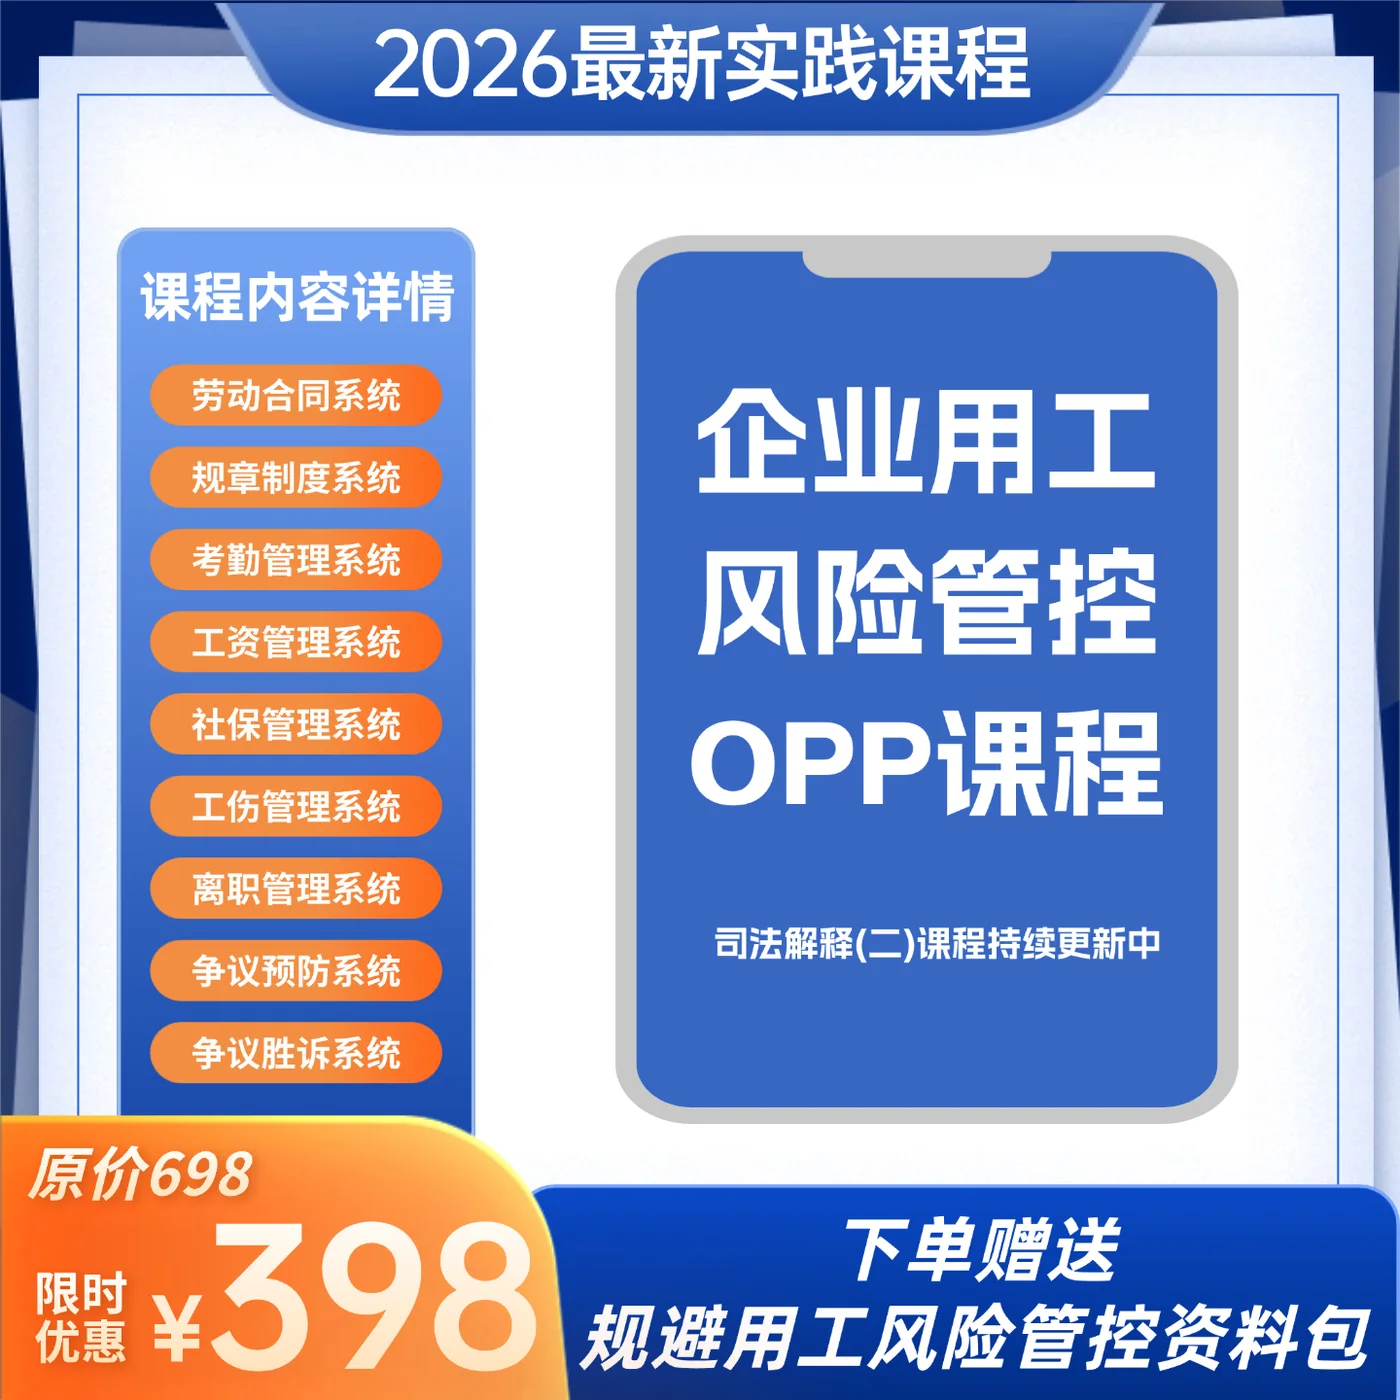 2026最新实践课程
课程内容详情
劳动合同系统
规章制度系统
考勤管理系统
工资管理系统
社保管理系统
工伤管理系统
离职管理系统
争议预防系统
争议胜诉系统
企业用工
风险管控
OPP课程
司法解释(二)课程持续更新中
原价698
限时
优惠
¥398
下单赠送
规避用工风险管控资料包